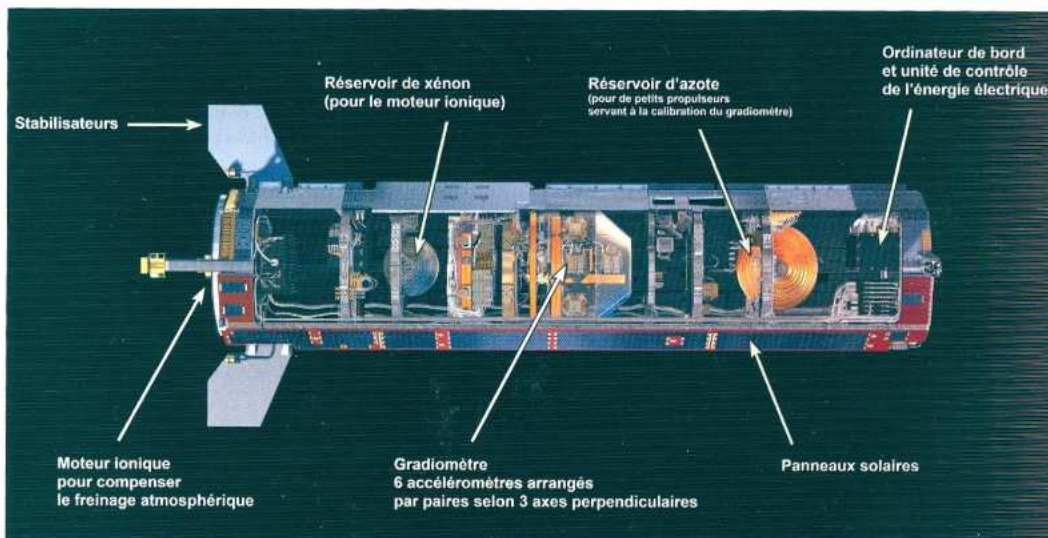 Ordinateur de bord
et unité de contrôle
de l'énergie électrique
Réservoir de xénon
(pour le moteur ionique)
Réservoir d'azote
(pour de petits propulseurs
servant à la calibration du gradiomètre)
Stabilisateurs
Moteur ionique
pour compenser
le freinage atmosphérique
Gradiomètre
6 accéléromètres arrangés
par paires selon 3 axes perpendiculaires
Panneaux solaires